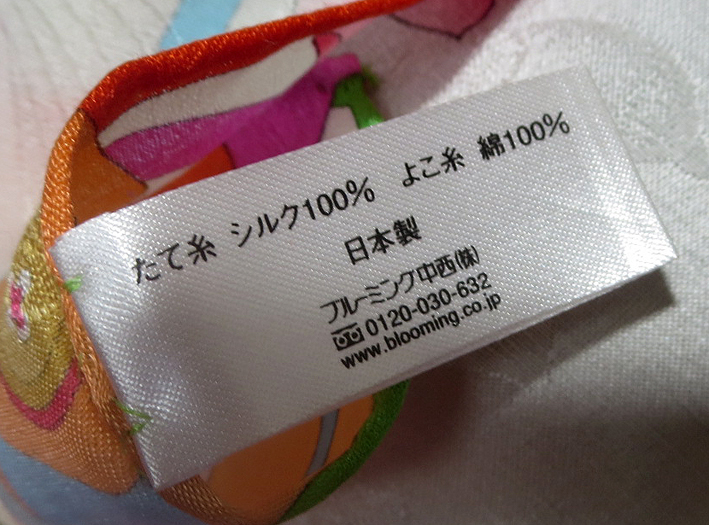 たて糸 シルク100% よこ糸 綿100%
日本製
ブルーミング中西㈱
0120-030-632
www.blooming.co.jp